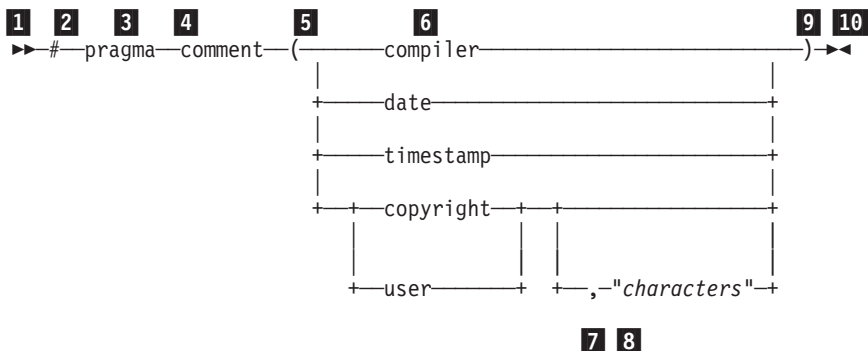 1 2 3 4 5 6 9 10
# pragma comment ( compiler )
date
timestamp
copyright
user , "characters"
7 8